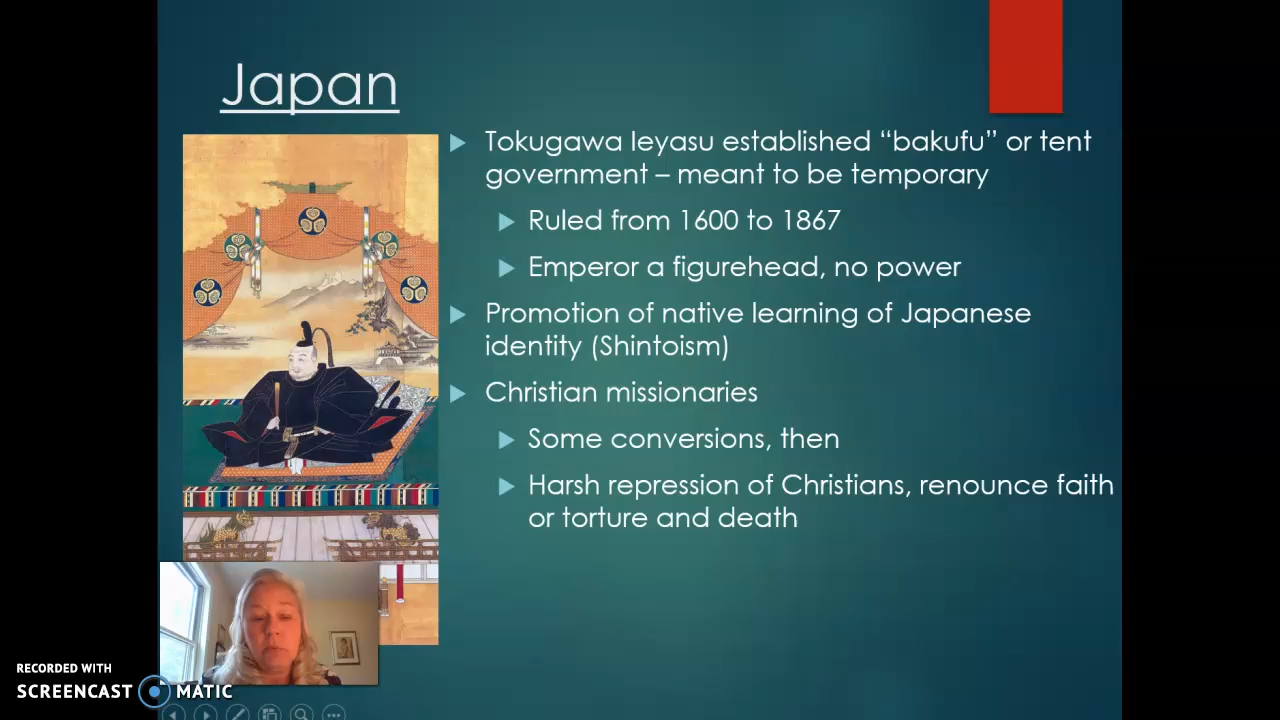 Japan
Tokugawa Ieyasu established “bakufu” or tent
government – meant to be temporary
Ruled from 1600 to 1867
Emperor a figurehead, no power
Promotion of native learning of Japanese
identity (Shintoism)
Christian missionaries
Some conversions, then
Harsh repression of Christians, renounce faith
or torture and death
RECORDED WITH
SCREENCAST MATIC